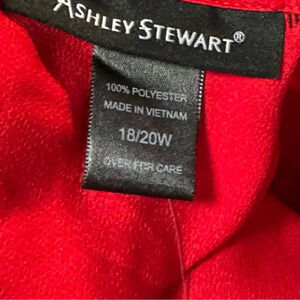 ASHLEY STEWART®
100% POLYESTER
MADE IN VIETNAM
18/20W
OVER FOR CARE